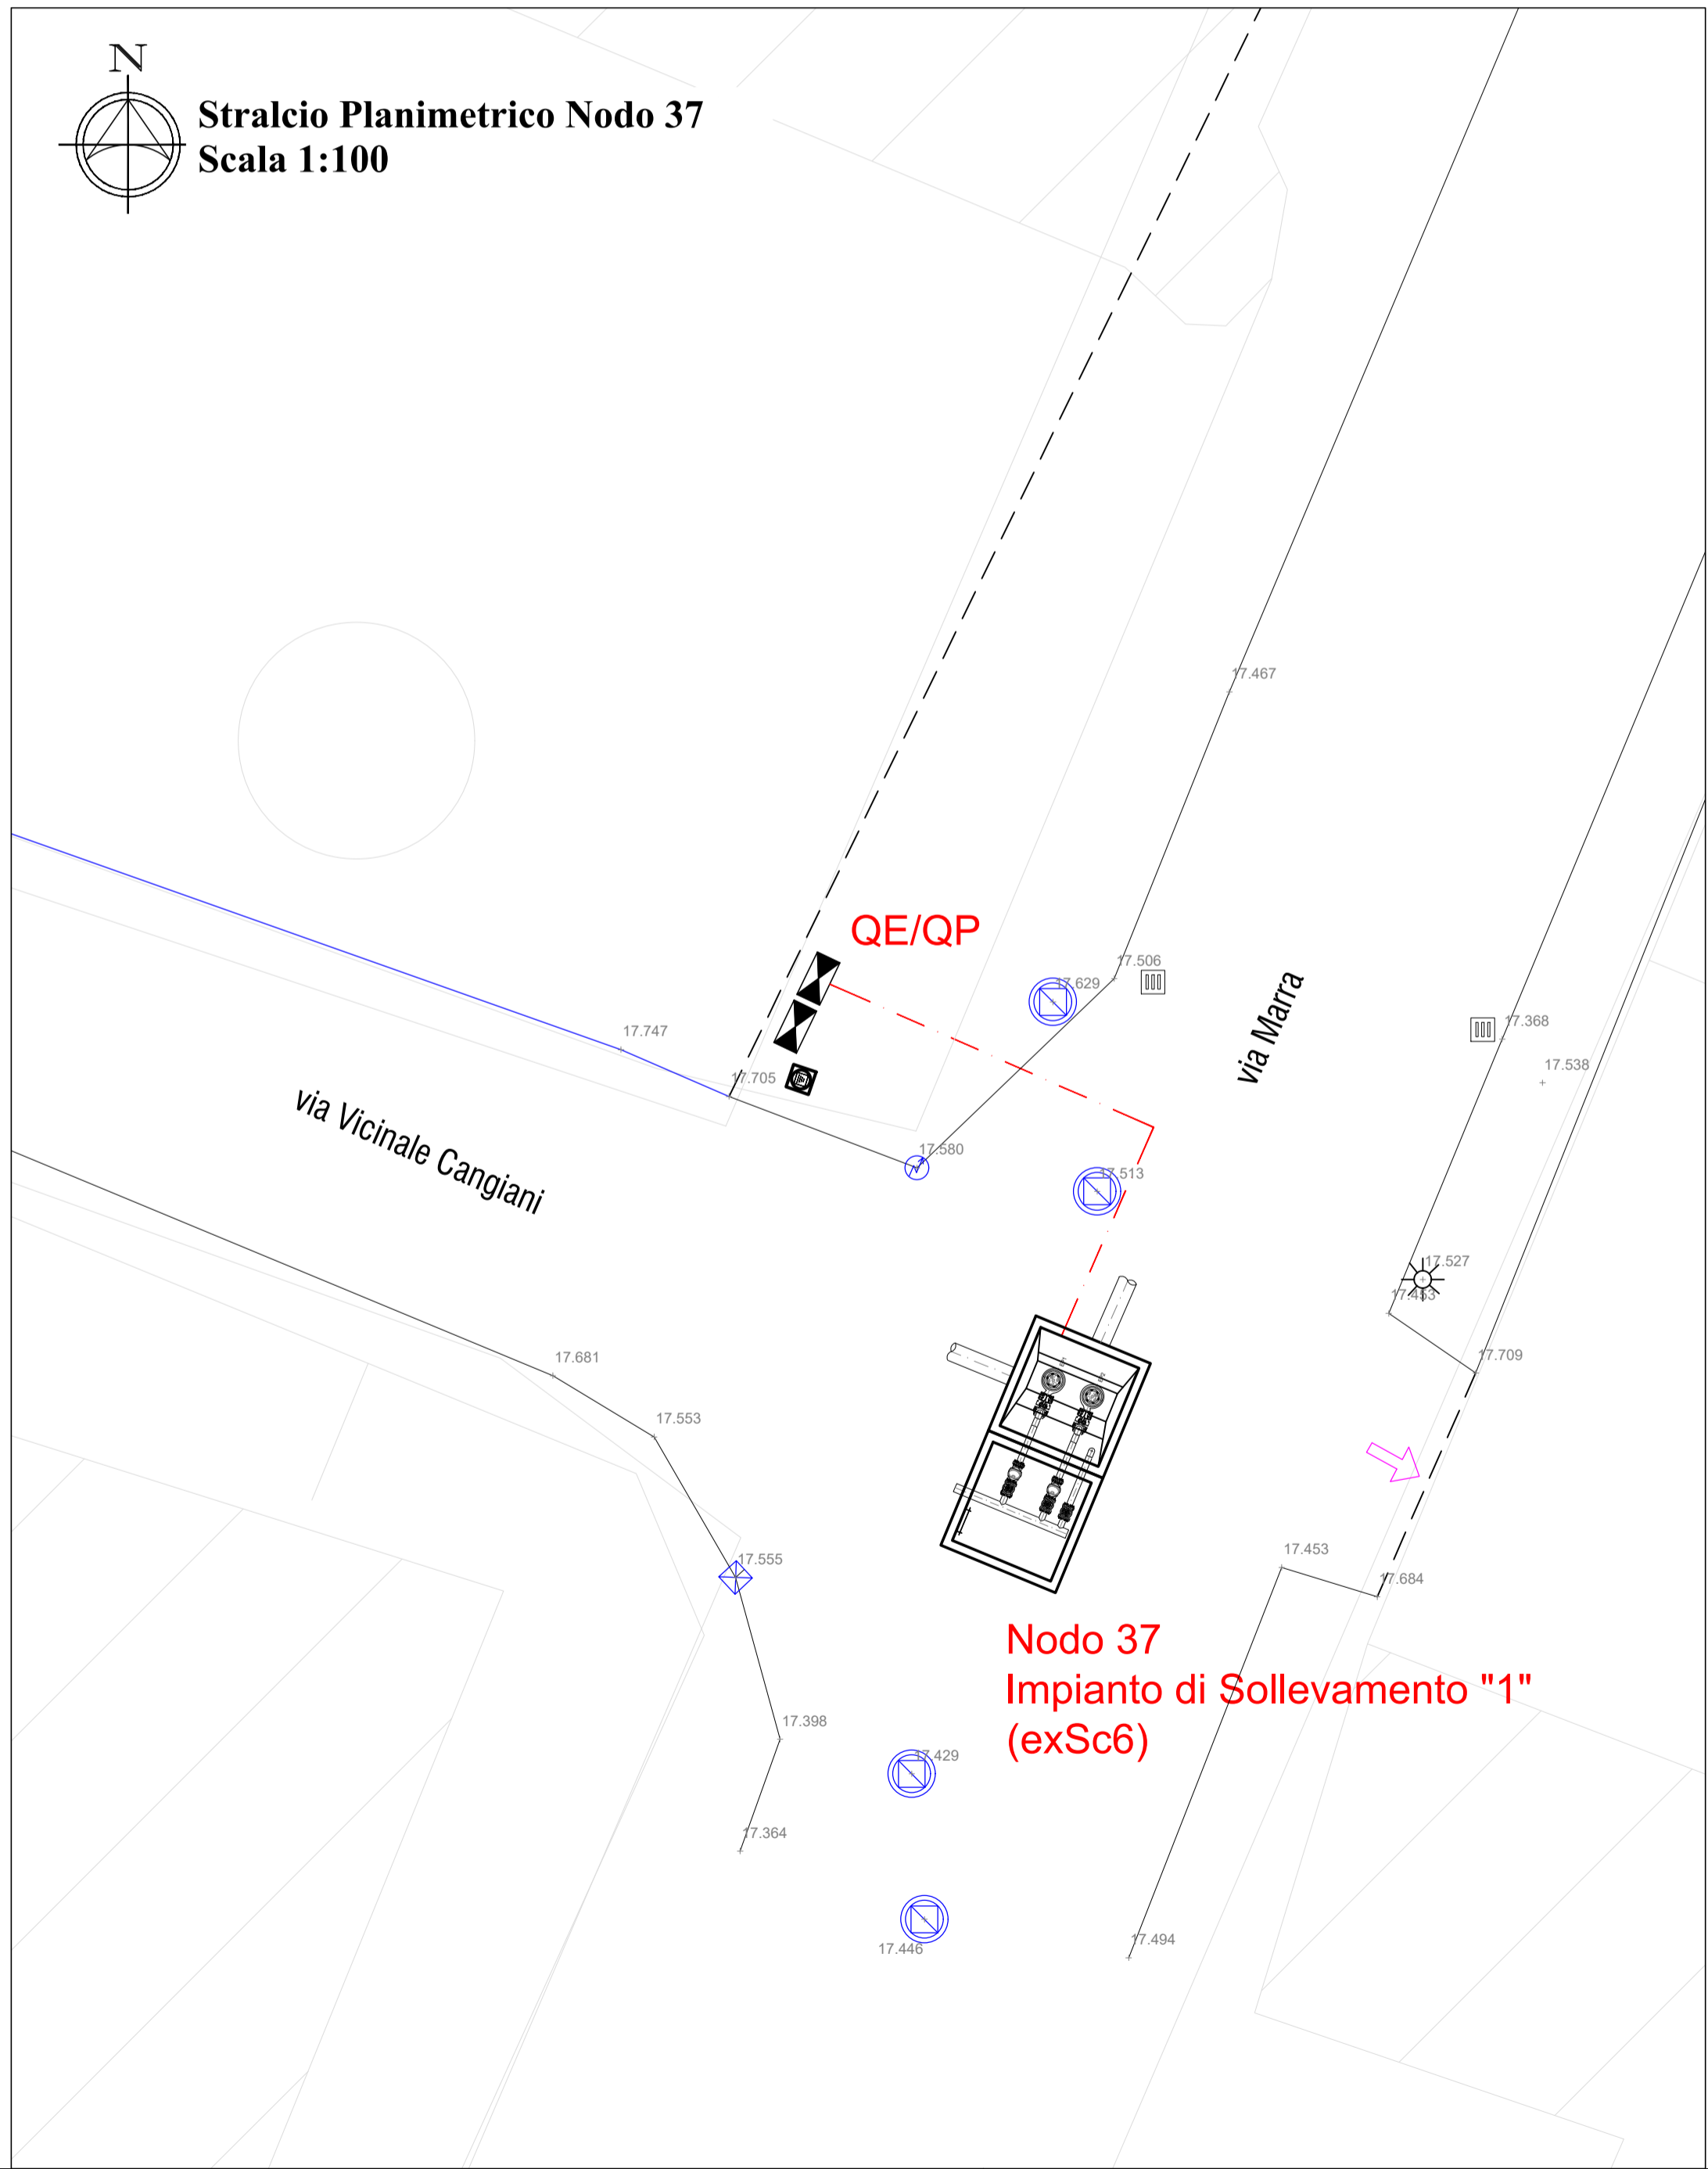 N
Stralcio Planimetrico Nodo 37
Scala 1:100
17.467
QE/QP
17.506
17.629
via Marra
17.368
17.747
17.538
17.705
via Vicinale Cangiani
17.580
17.513
17.527
17.453
17.681
17.709
17.553
17.453
17.555
17.684
Nodo 37
Impianto di Sollevamento "1"
(exSc6)
17.398
17.429
17.364
17.494
17.446